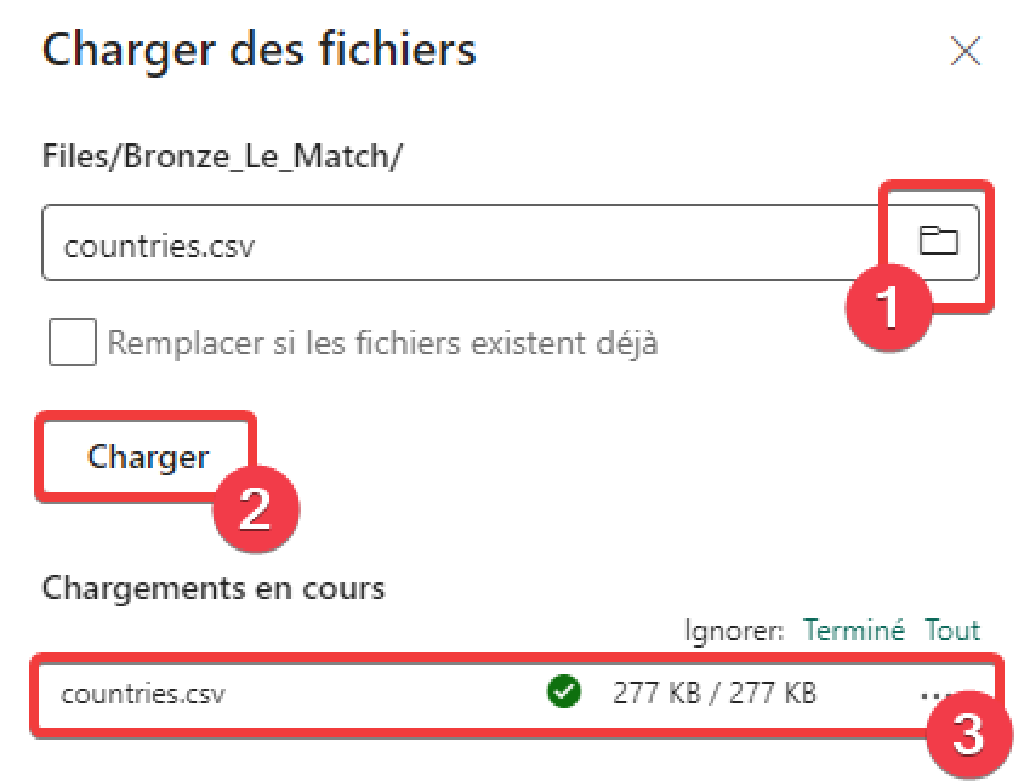 Charger des fichiers
Files/Bronze_Le_Match/
countries.csv
1
Remplacer si les fichiers existent déjà
Charger
2
Chargements en cours
Ignorer: Terminé Tout
countries.csv 277 KB / 277 KB ...
3